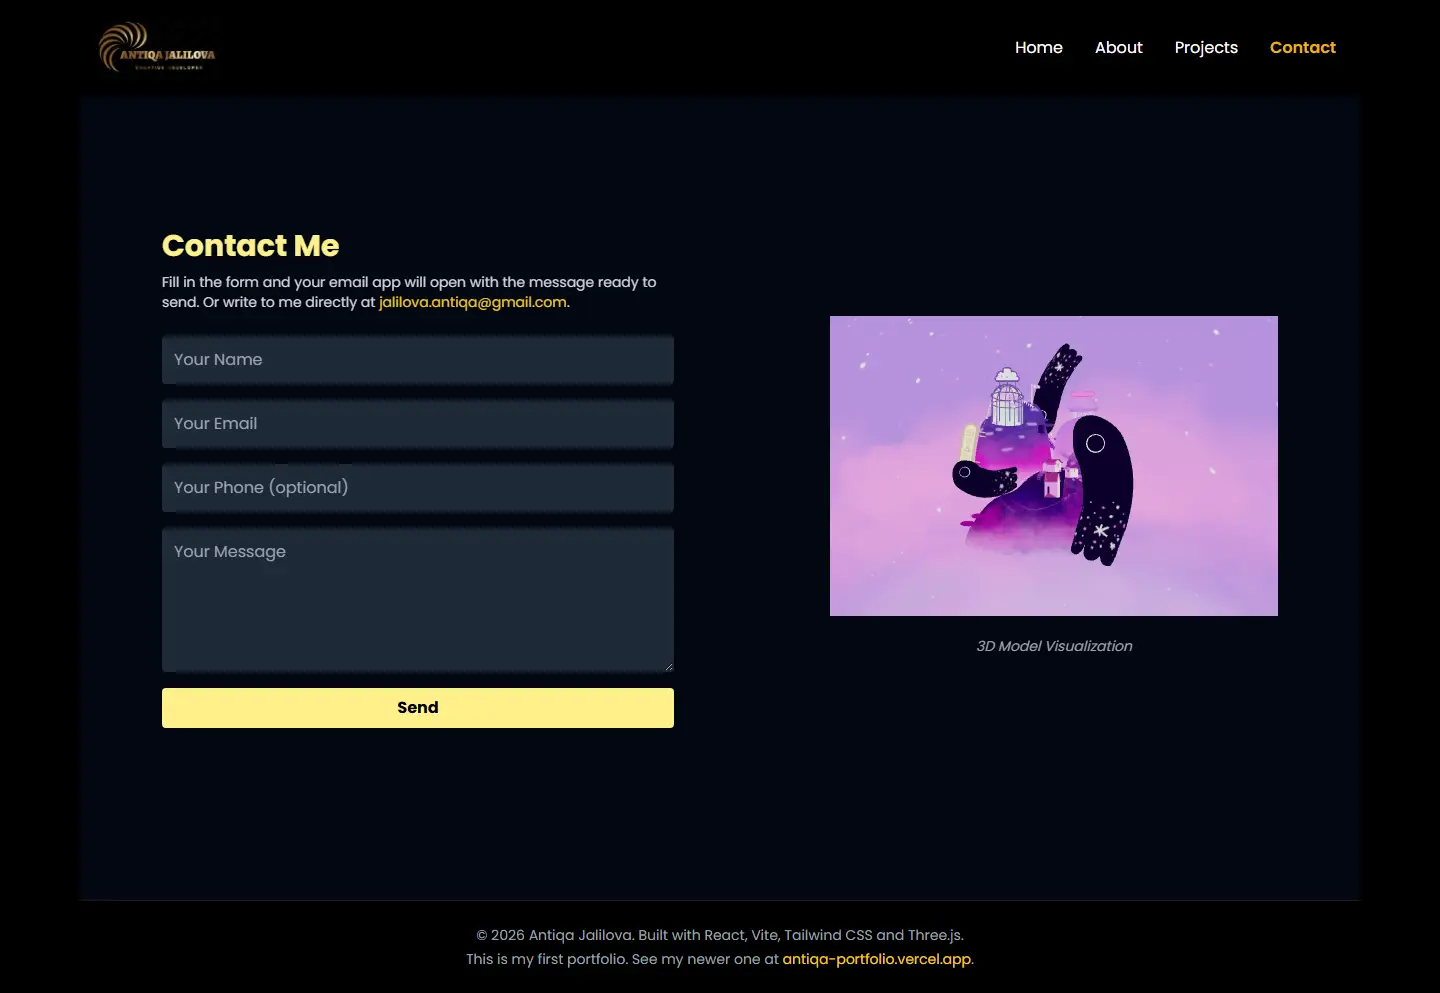 ANTIQA JALILOVA
Home
About
Projects
Contact
Contact Me
Fill in the form and your email app will open with the message ready to
send. Or write to me directly at jalilova.antiqa@gmail.com.
Your Name
Your Email
Your Phone (optional)
Your Message
Send
3D Model Visualization
© 2026 Antiqa Jalilova. Built with React, Vite, Tailwind CSS and Three.js.
This is my first portfolio. See my newer one at antiqa-portfolio.vercel.app.